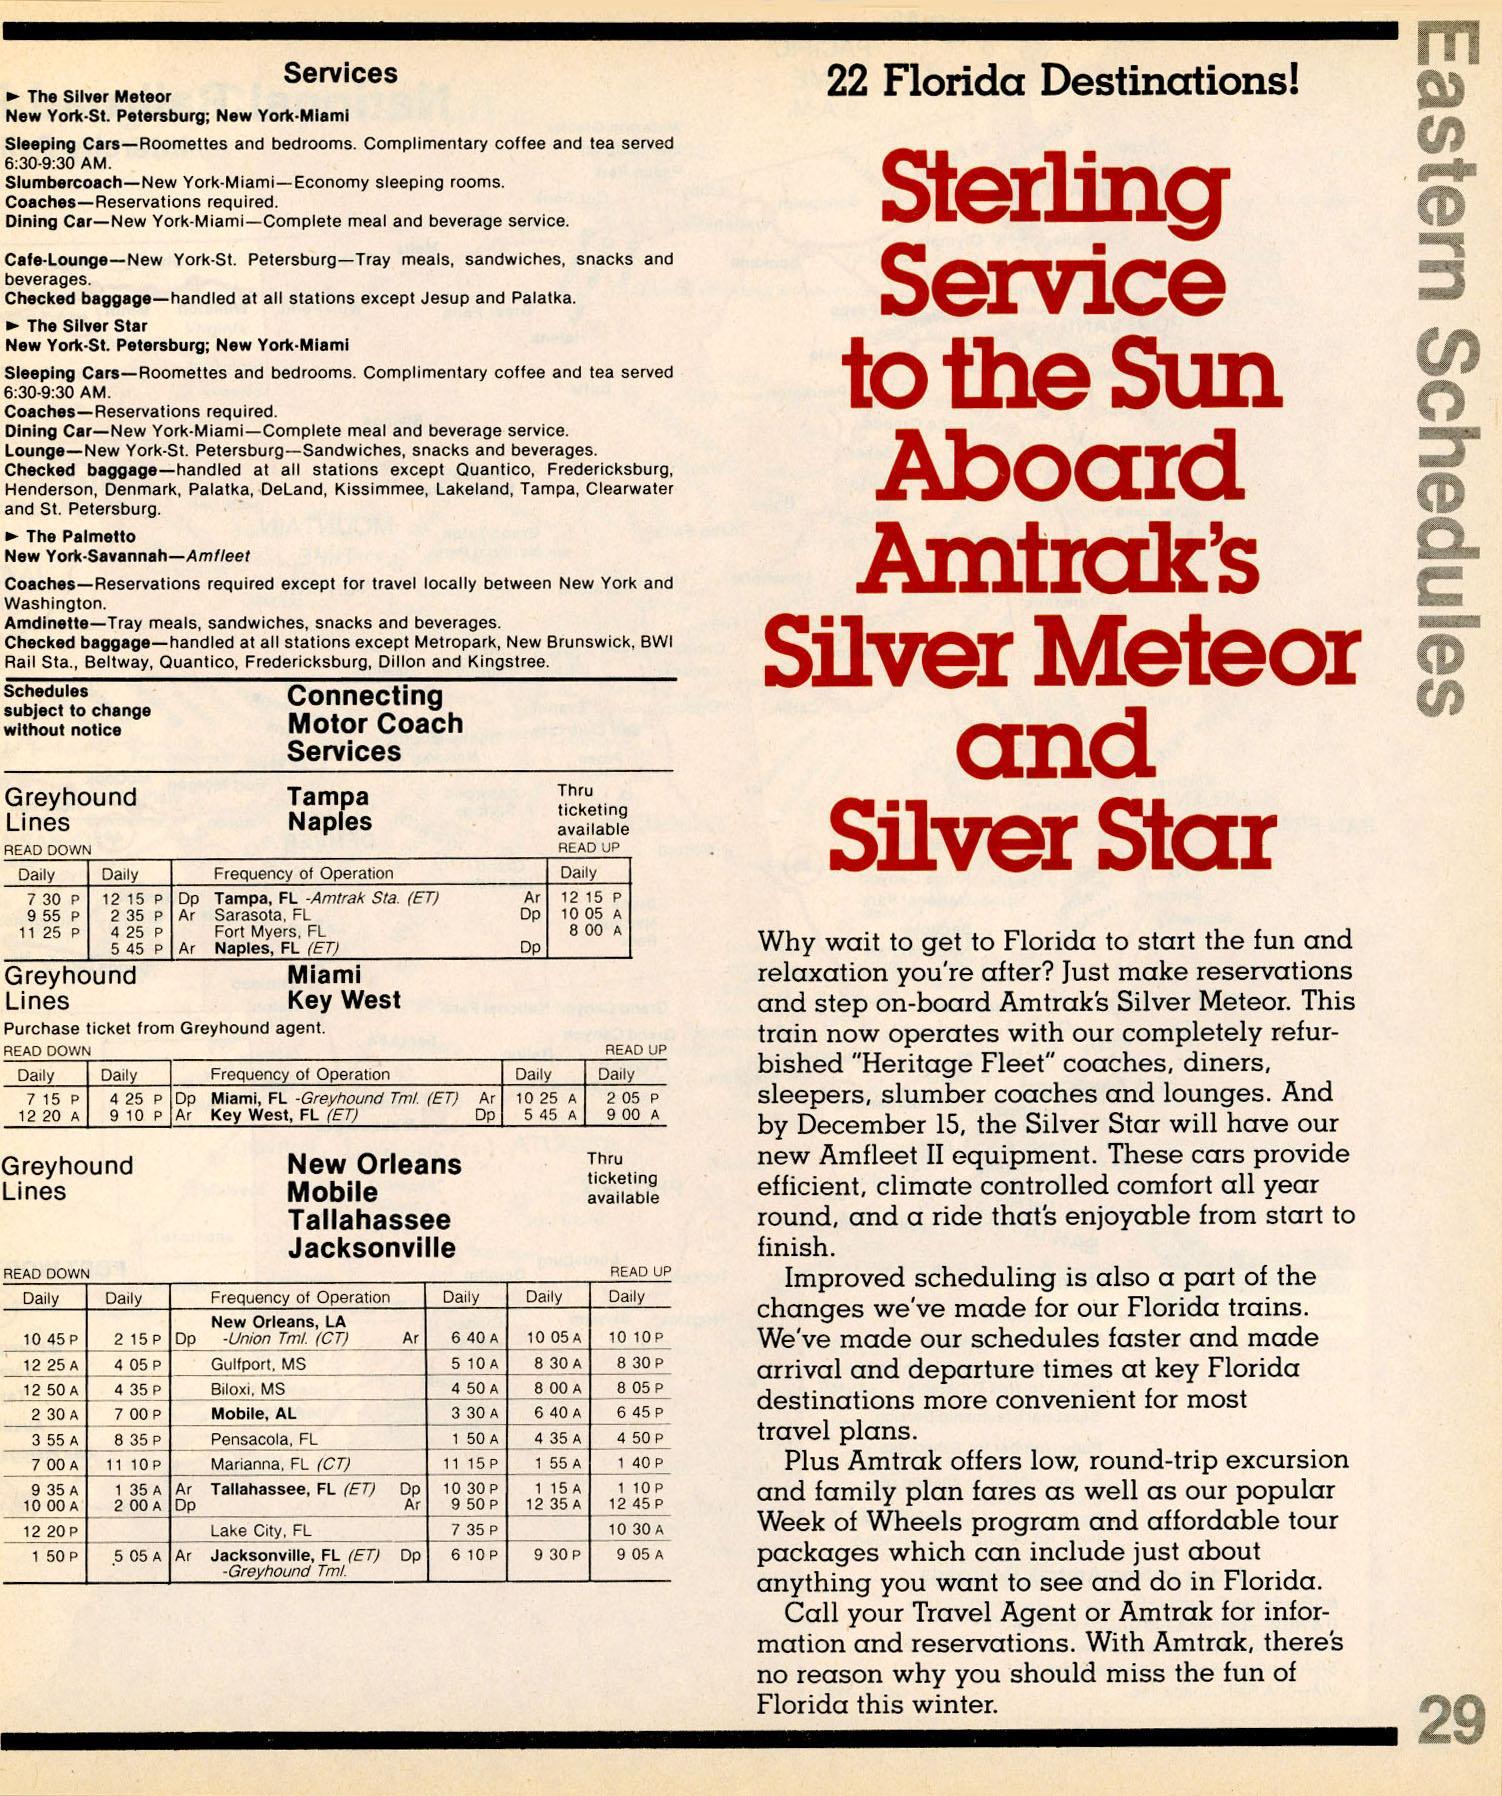 Services
► The Silver Meteor
New York-St. Petersburg; New York-Miami
Sleeping Cars—Roomettes and bedrooms. Complimentary coffee and tea served
6:30-9:30 AM.
Slumbercoach—New York-Miami—Economy sleeping rooms.
Coaches—Reservations required.
Dining Car—New York-Miami—Complete meal and beverage service.
Cafe-Lounge—New York-St. Petersburg—Tray meals, sandwiches, snacks and
beverages.
Checked baggage—handled at all stations except Jesup and Palatka.
► The Silver Star
New York-St. Petersburg; New York-Miami
Sleeping Cars—Roomettes and bedrooms. Complimentary coffee and tea served
6:30-9:30 AM.
Coaches—Reservations required.
Dining Car—New York-Miami—Complete meal and beverage service.
Lounge—New York-St. Petersburg—Sandwiches, snacks and beverages.
Checked baggage—handled at all stations except Quantico, Fredericksburg,
Henderson, Denmark, Palatka, DeLand, Kissimmee, Lakeland, Tampa, Clearwater
and St. Petersburg.
► The Palmetto
New York-Savannah—Amfleet
Coaches—Reservations required except for travel locally between New York and
Washington.
Amdinette—Tray meals, sandwiches, snacks and beverages.
Checked baggage—handled at all stations except Metropark, New Brunswick, BWI
Rail Sta., Beltway, Quantico, Fredericksburg, Dillon and Kingstree.
Schedules
subject to change
without notice
Connecting
Motor Coach
Services
Greyhound
Lines
Tampa
Naples
Thru
ticketing
available
READ DOWN READ UP
Daily Daily Frequency of Operation Daily
7 30 P 12 15 P Dp Tampa, FL -Amtrak Sta. (ET) Ar 12 15 P
9 55 P 2 35 P Ar Sarasota, FL Dp 10 05 A
11 25 P 4 25 P Fort Myers, FL 8 00 A
5 45 P Ar Naples, FL (ET) Dp
Greyhound
Lines
Miami
Key West
Purchase ticket from Greyhound agent.
READ DOWN READ UP
Daily Daily Frequency of Operation Daily Daily
7 15 P 4 25 P Dp Miami, FL -Greyhound Tml. (ET) Ar 10 25 A 2 05 P
12 20 A 9 10 P Ar Key West, FL (ET) Dp 5 45 A 9 00 A
Greyhound
Lines
New Orleans
Mobile
Tallahassee
Jacksonville
Thru
ticketing
available
READ DOWN READ UP
Daily Daily Frequency of Operation Daily Daily Daily
New Orleans, LA
10 45 P 2 15 P Dp -Union Tml. (CT) Ar 6 40 A 10 05 A 10 10 P
12 25 A 4 05 P Gulfport, MS 5 10 A 8 30 A 8 30 P
12 50 A 4 35 P Biloxi, MS 4 50 A 8 00 A 8 05 P
2 30 A 7 00 P Mobile, AL 3 30 A 6 40 A 6 45 P
3 55 A 8 35 P Pensacola, FL 1 50 A 4 35 A 4 50 P
7 00 A 11 10 P Marianna, FL (CT) 11 15 P 1 55 A 1 40 P
9 35 A 1 35 A Ar Tallahassee, FL (ET) Dp 10 30 P 1 15 A 1 10 P
10 00 A 2 00 A Dp Ar 9 50 P 12 35 A 12 45 P
12 20 P Lake City, FL 7 35 P 10 30 A
1 50 P 5 05 A Ar Jacksonville, FL (ET) Dp 6 10 P 9 30 P 9 05 A
-Greyhound Tml.
22 Florida Destinations!
Sterling
Service
to the Sun
Aboard
Amtrak's
Silver Meteor
and
Silver Star
Why wait to get to Florida to start the fun and
relaxation you're after? Just make reservations
and step on-board Amtrak's Silver Meteor. This
train now operates with our completely refur-
bished "Heritage Fleet" coaches, diners,
sleepers, slumber coaches and lounges. And
by December 15, the Silver Star will have our
new Amfleet II equipment. These cars provide
efficient, climate controlled comfort all year
round, and a ride that's enjoyable from start to
finish.
Improved scheduling is also a part of the
changes we've made for our Florida trains.
We've made our schedules faster and made
arrival and departure times at key Florida
destinations more convenient for most
travel plans.
Plus Amtrak offers low, round-trip excursion
and family plan fares as well as our popular
Week of Wheels program and affordable tour
packages which can include just about
anything you want to see and do in Florida.
Call your Travel Agent or Amtrak for infor-
mation and reservations. With Amtrak, there's
no reason why you should miss the fun of
Florida this winter.
Eastern Schedules
29